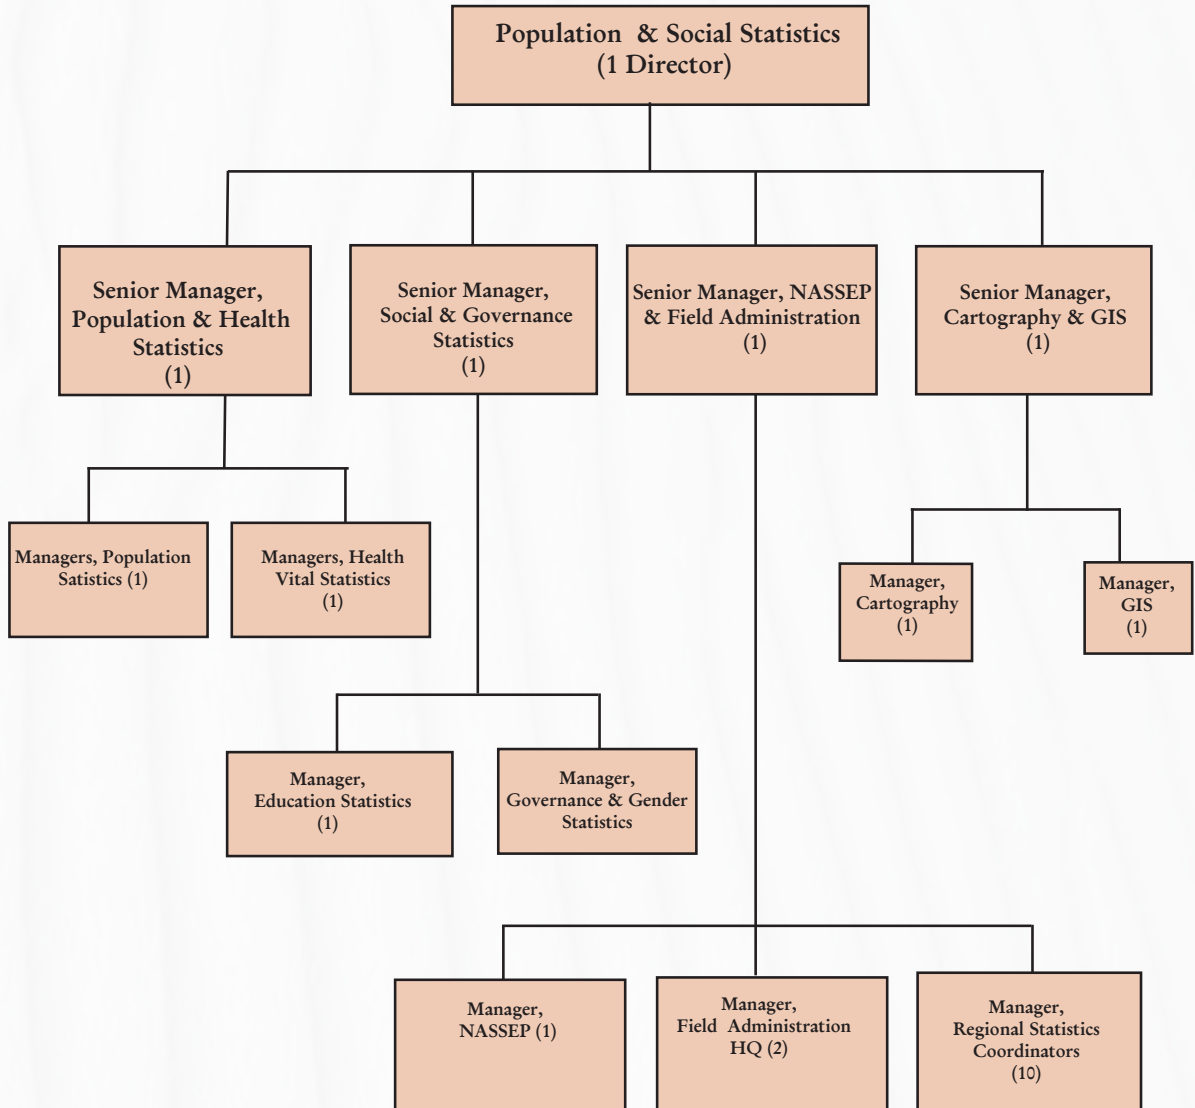 Population & Social Statistics
(1 Director)
Senior Manager,
Population & Health
Statistics
(1)
Senior Manager,
Social & Governance
Statistics
(1)
Senior Manager, NASSEP
& Field Administration
(1)
Senior Manager,
Cartography & GIS
(1)
Managers, Population
Satistics (1)
Managers, Health
Vital Statistics
(1)
Manager,
Cartography
(1)
Manager,
GIS
(1)
Manager,
Education Statistics
(1)
Manager,
Governance & Gender
Statistics
Manager,
NASSEP (1)
Manager,
Field Administration
HQ (2)
Manager,
Regional Statistics
Coordinators
(10)